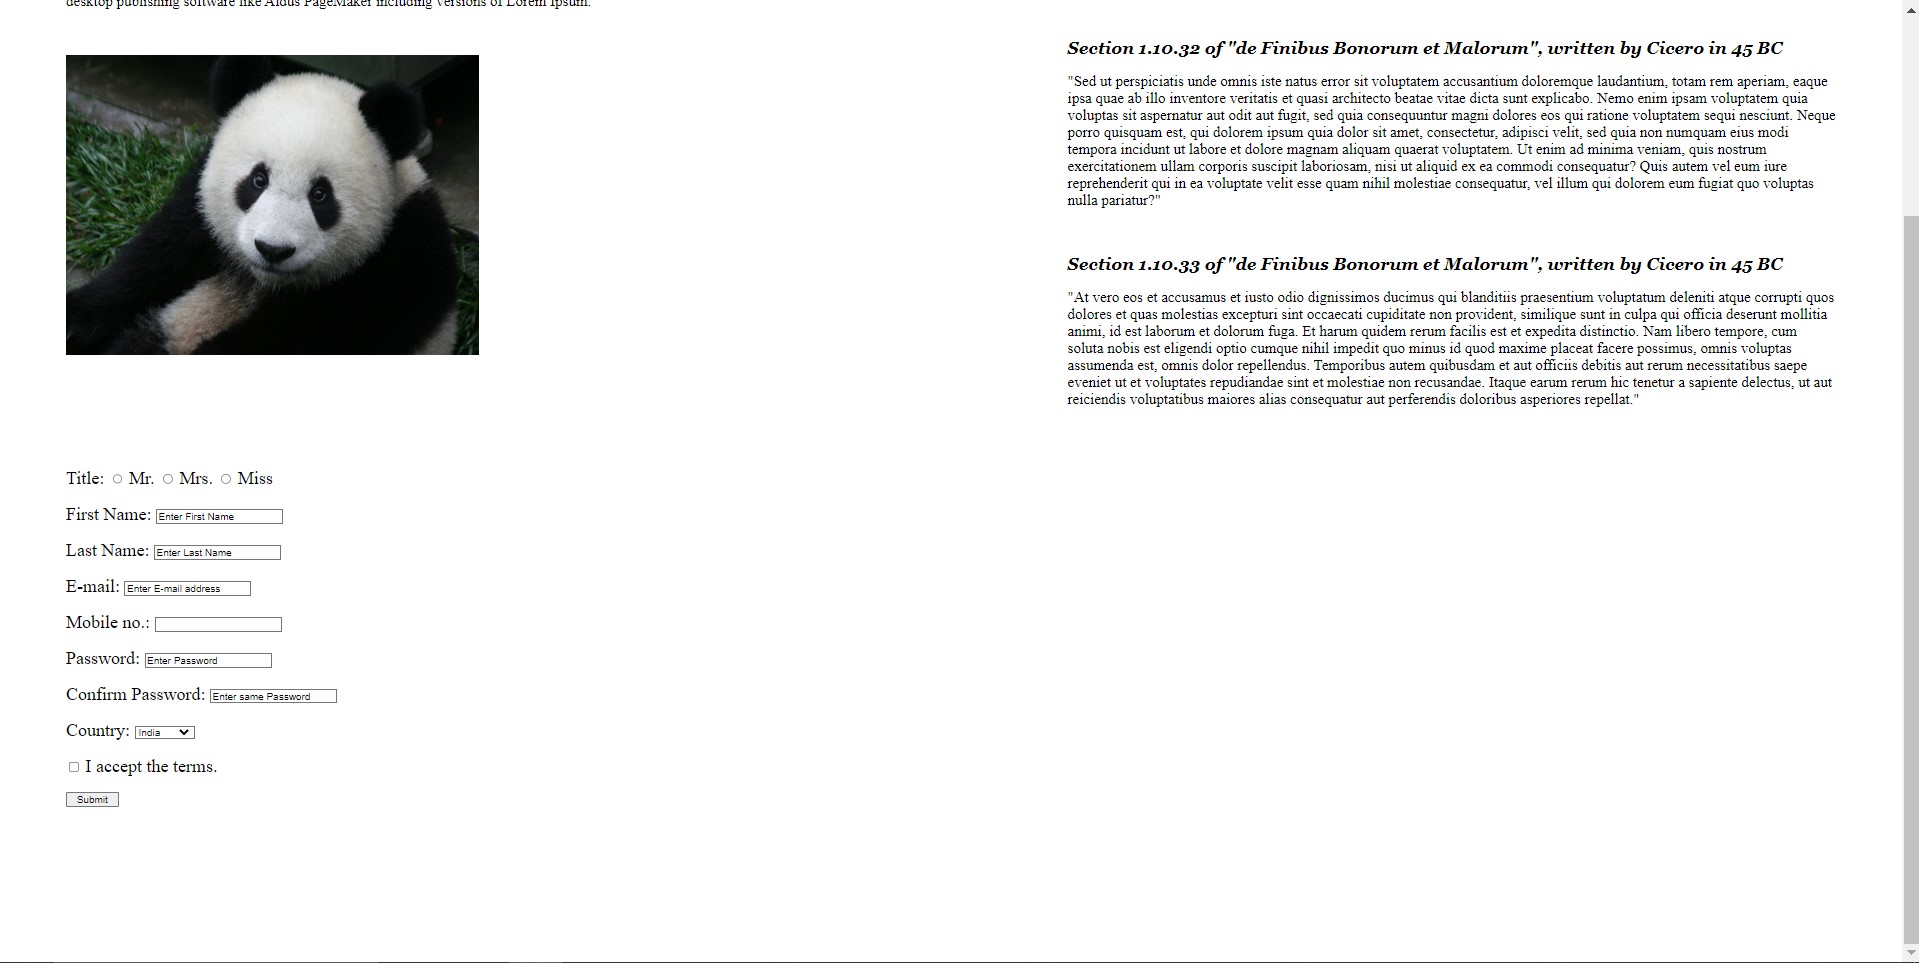 desktop publishing software like Aldus PageMaker including versions of Lorem Ipsum.
Section 1.10.32 of "de Finibus Bonorum et Malorum", written by Cicero in 45 BC
"Sed ut perspiciatis unde omnis iste natus error sit voluptatem accusantium doloremque laudantium, totam rem aperiam, eaque
ipsa quae ab illo inventore veritatis et quasi architecto beatae vitae dicta sunt explicabo. Nemo enim ipsam voluptatem quia
voluptas sit aspernatur aut odit aut fugit, sed quia consequuntur magni dolores eos qui ratione voluptatem sequi nesciunt. Neque
porro quisquam est, qui dolorem ipsum quia dolor sit amet, consectetur, adipisci velit, sed quia non numquam eius modi
tempora incidunt ut labore et dolore magnam aliquam quaerat voluptatem. Ut enim ad minima veniam, quis nostrum
exercitationem ullam corporis suscipit laboriosam, nisi ut aliquid ex ea commodi consequatur? Quis autem vel eum iure
reprehenderit qui in ea voluptate velit esse quam nihil molestiae consequatur, vel illum qui dolorem eum fugiat quo voluptas
nulla pariatur?"
Section 1.10.33 of "de Finibus Bonorum et Malorum", written by Cicero in 45 BC
"At vero eos et accusamus et iusto odio dignissimos ducimus qui blanditiis praesentium voluptatum deleniti atque corrupti quos
dolores et quas molestias excepturi sint occaecati cupiditate non provident, similique sunt in culpa qui officia deserunt mollitia
animi, id est laborum et dolorum fuga. Et harum quidem rerum facilis est et expedita distinctio. Nam libero tempore, cum
soluta nobis est eligendi optio cumque nihil impedit quo minus id quod maxime placeat facere possimus, omnis voluptas
assumenda est, omnis dolor repellendus. Temporibus autem quibusdam et aut officiis debitis aut rerum necessitatibus saepe
eveniet ut et voluptates repudiandae sint et molestiae non recusandae. Itaque earum rerum hic tenetur a sapiente delectus, ut aut
reiciendis voluptatibus maiores alias consequatur aut perferendis doloribus asperiores repellat."
Title: Mr. Mrs. Miss
First Name: Enter First Name
Last Name: Enter Last Name
E-mail: Enter E-mail address
Mobile no.:
Password: Enter Password
Confirm Password: Enter same Password
Country: India
I accept the terms.
Submit